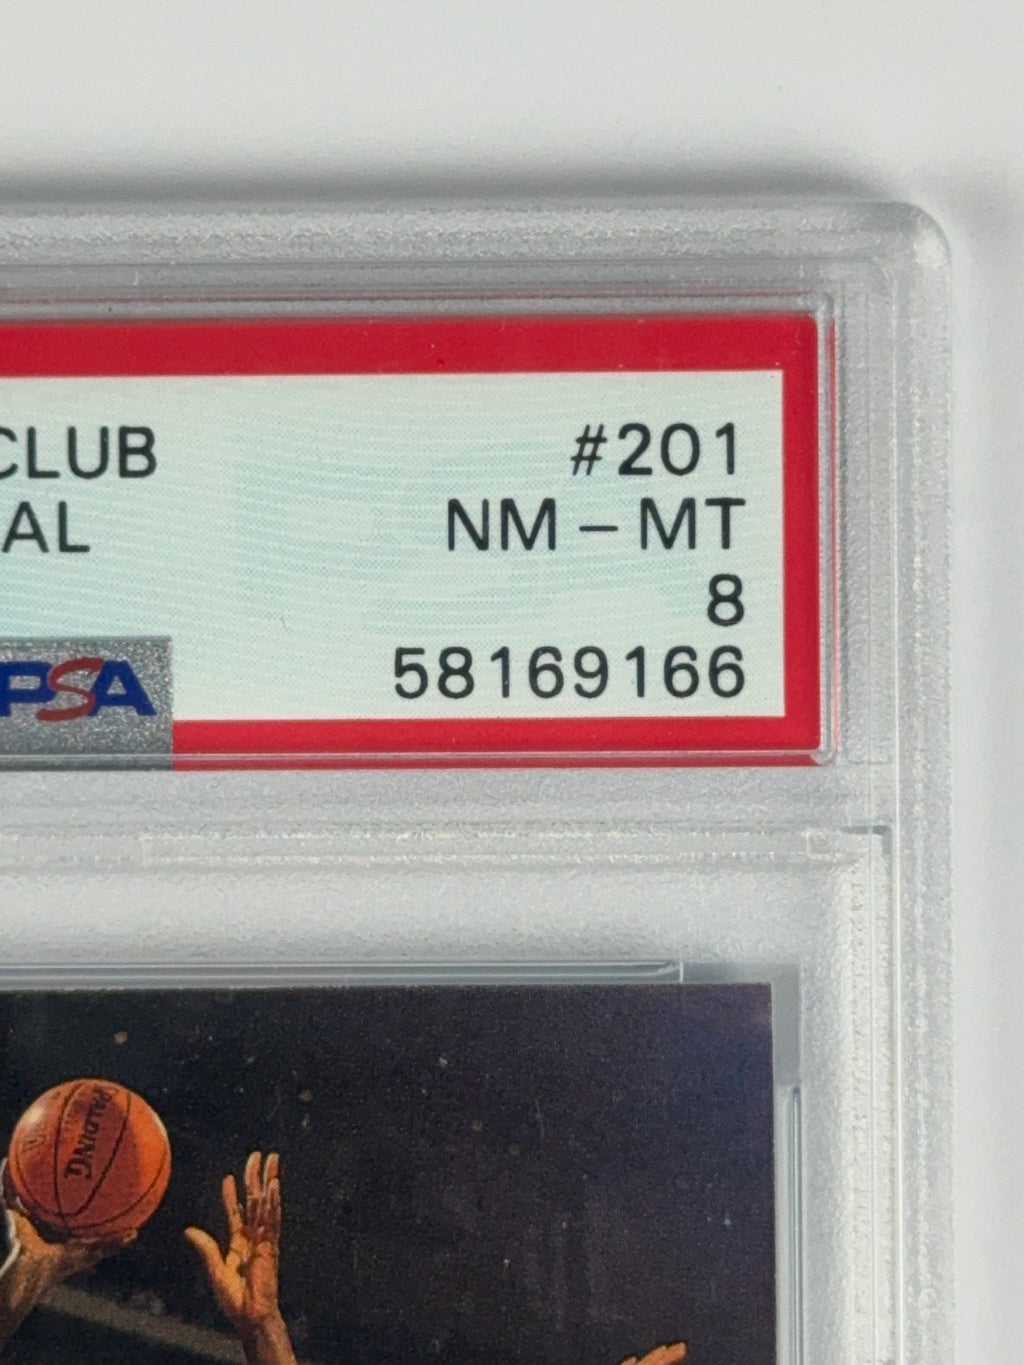 CLUB #201
AL NM – MT
8
PSA 58169166
SPALDING